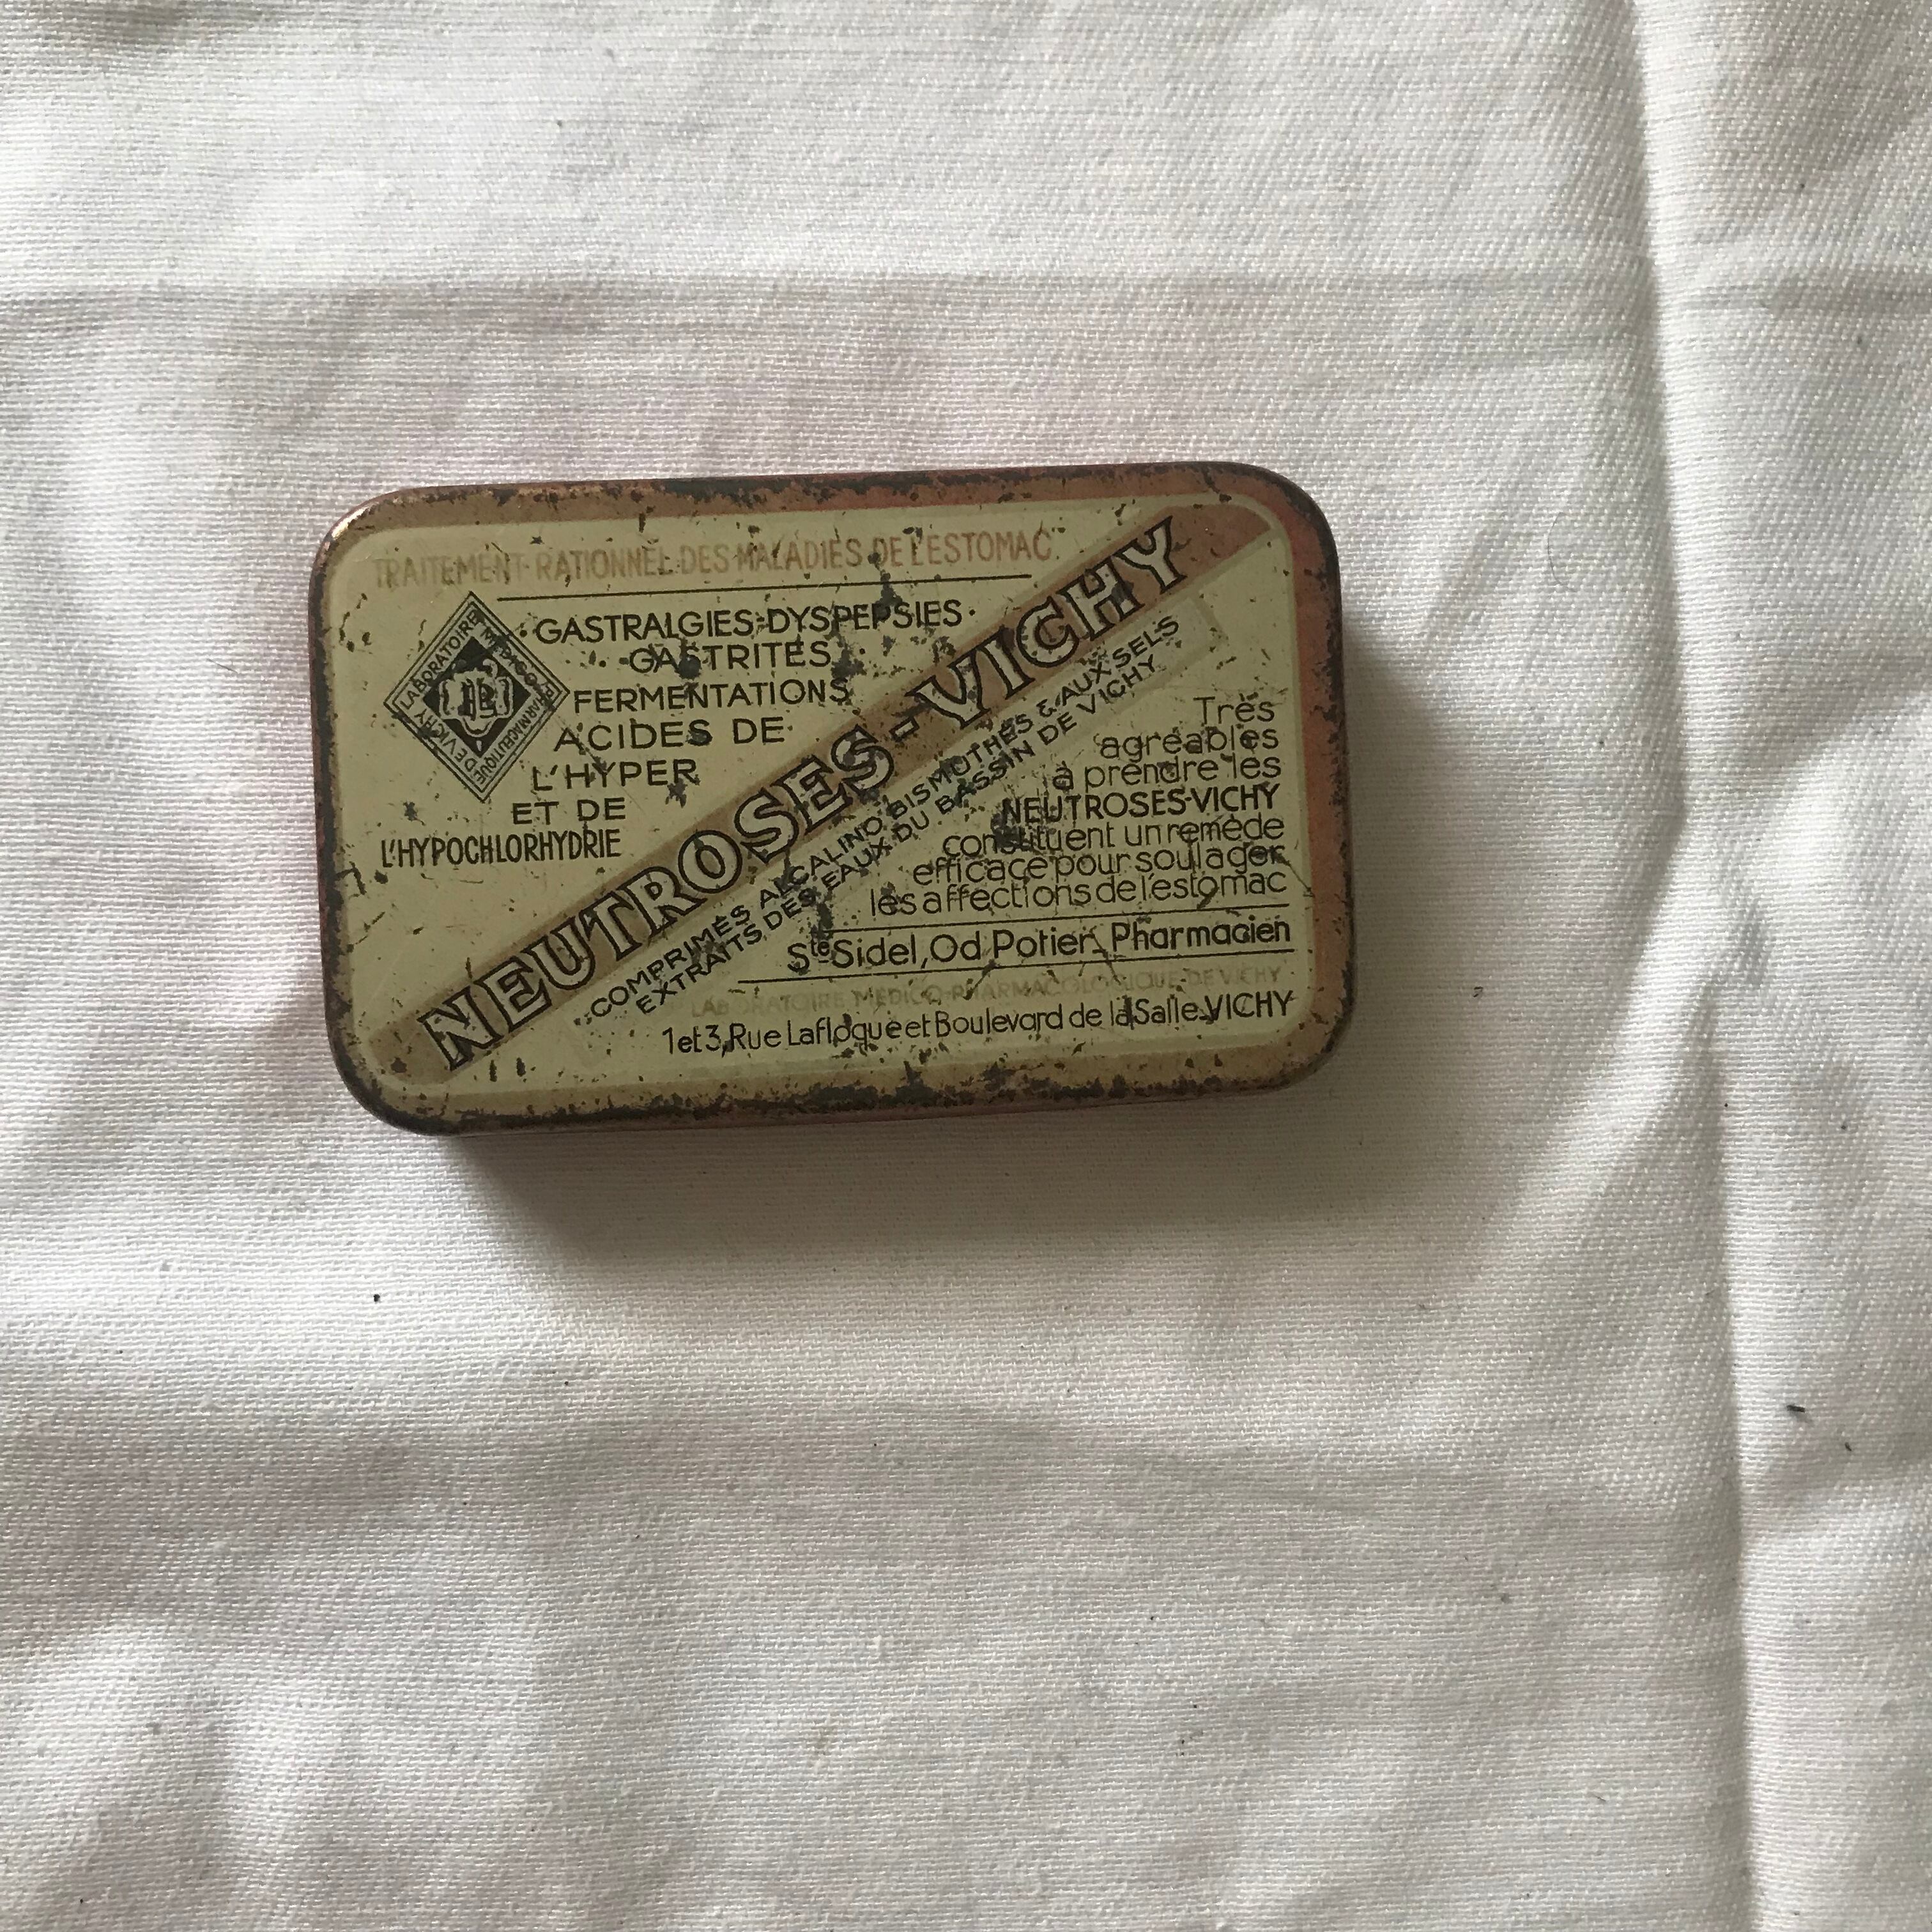 TRAITEMENT RATIONNEL DES MALADIES DE L'ESTOMAC
LABORATOIRE MEDICO-PHARMACEUTIQUE DE VICHY
GASTRALGIES-DYSPEPSIES
GASTRITES
FERMENTATIONS
ACIDES DE
L'HYPER
ET DE
L'HYPOCHLORHYDRIE
NEUTROSES-VICHY
COMPRIMÉS ALCALINO BISMUTHÉS & AUX SELS
EXTRAITS DES EAUX DU BASSIN DE VICHY
Très
agréables
à prendre les
NEUTROSES-VICHY
constituent un remède
efficace pour soulager
les affections de l'estomac
Sté Sidel, Od Potier, Pharmacien
LABORATOIRE MÉDICO-PHARMACOLOGIQUE DE VICHY
1 et 3, Rue Lafloque et Boulevard de la Salle-VICHY